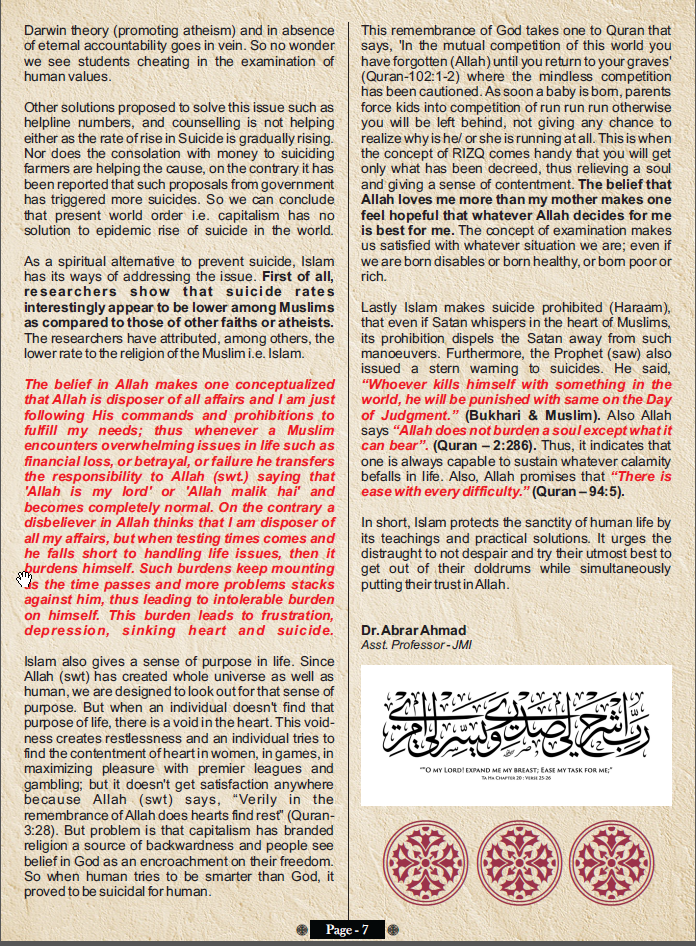 Darwin theory (promoting atheism) and in absence
of eternal accountability goes in vein. So no wonder
we see students cheating in the examination of
human values.
Other solutions proposed to solve this issue such as
helpline numbers, and counselling is not helping
either as the rate of rise in Suicide is gradually rising.
Nor does the consolation with money to suiciding
farmers are helping the cause, on the contrary it has
been reported that such proposals from government
has triggered more suicides. So we can conclude
that present world order i.e. capitalism has no
solution to epidemic rise of suicide in the world.
As a spiritual alternative to prevent suicide, Islam
has its ways of addressing the issue. First of all,
researchers show that suicide rates
interestingly appear to be lower among Muslims
as compared to those of other faiths or atheists.
The researchers have attributed, among others, the
lower rate to the religion of the Muslim i.e. Islam.
The belief in Allah makes one conceptualized
that Allah is disposer of all affairs and I am just
following His commands and prohibitions to
fulfill my needs; thus whenever a Muslim
encounters overwhelming issues in life such as
financial loss, or betrayal, or failure he transfers
the responsibility to Allah (swt.) saying that
'Allah is my lord' or 'Allah malik hai' and
becomes completely normal. On the contrary a
disbeliever in Allah thinks that I am disposer of
all my affairs, but when testing times comes and
he falls short to handling life issues, then it
burdens himself. Such burdens keep mounting
as the time passes and more problems stacks
against him, thus leading to intolerable burden
on himself. This burden leads to frustration,
depression, sinking heart and suicide.
Islam also gives a sense of purpose in life. Since
Allah (swt) has created whole universe as well as
human, we are designed to look out for that sense of
purpose. But when an individual doesn't find that
purpose of life, there is a void in the heart. This void-
ness creates restlessness and an individual tries to
find the contentment of heart in women, in games, in
maximizing pleasure with premier leagues and
gambling; but it doesn't get satisfaction anywhere
because Allah (swt) says, “Verily in the
remembrance of Allah does hearts find rest” (Quran-
3:28). But problem is that capitalism has branded
religion a source of backwardness and people see
belief in God as an encroachment on their freedom.
So when human tries to be smarter than God, it
proved to be suicidal for human.
This remembrance of God takes one to Quran that
says, 'In the mutual competition of this world you
have forgotten (Allah) until you return to your graves'
(Quran-102:1-2) where the mindless competition
has been cautioned. As soon a baby is born, parents
force kids into competition of run run run otherwise
you will be left behind, not giving any chance to
realize why is he/ or she is running at all. This is when
the concept of RIZQ comes handy that you will get
only what has been decreed, thus relieving a soul
and giving a sense of contentment. The belief that
Allah loves me more than my mother makes one
feel hopeful that whatever Allah decides for me
is best for me. The concept of examination makes
us satisfied with whatever situation we are; even if
we are born disables or born healthy, or born poor or
rich.
Lastly Islam makes suicide prohibited (Haraam),
that even if Satan whispers in the heart of Muslims,
its prohibition dispels the Satan away from such
manoeuvers. Furthermore, the Prophet (saw) also
issued a stern warning to suicides. He said,
“Whoever kills himself with something in the
world, he will be punished with same on the Day
of Judgment.” (Bukhari & Muslim). Also Allah
says “Allah does not burden a soul except what it
can bear”. (Quran – 2:286). Thus, it indicates that
one is always capable to sustain whatever calamity
befalls in life. Also, Allah promises that “There is
ease with every difficulty.” (Quran – 94:5).
In short, Islam protects the sanctity of human life by
its teachings and practical solutions. It urges the
distraught to not despair and try their utmost best to
get out of their doldrums while simultaneously
putting their trust in Allah.
Dr. Abrar Ahmad
Asst. Professor - JMI
رب اشرح لي صدري ويسر لي أمري
“"O my Lord! expand me my breast; Ease my task for me;”
Ta Ha Chapter 20 : Verse 25-26
Page - 7